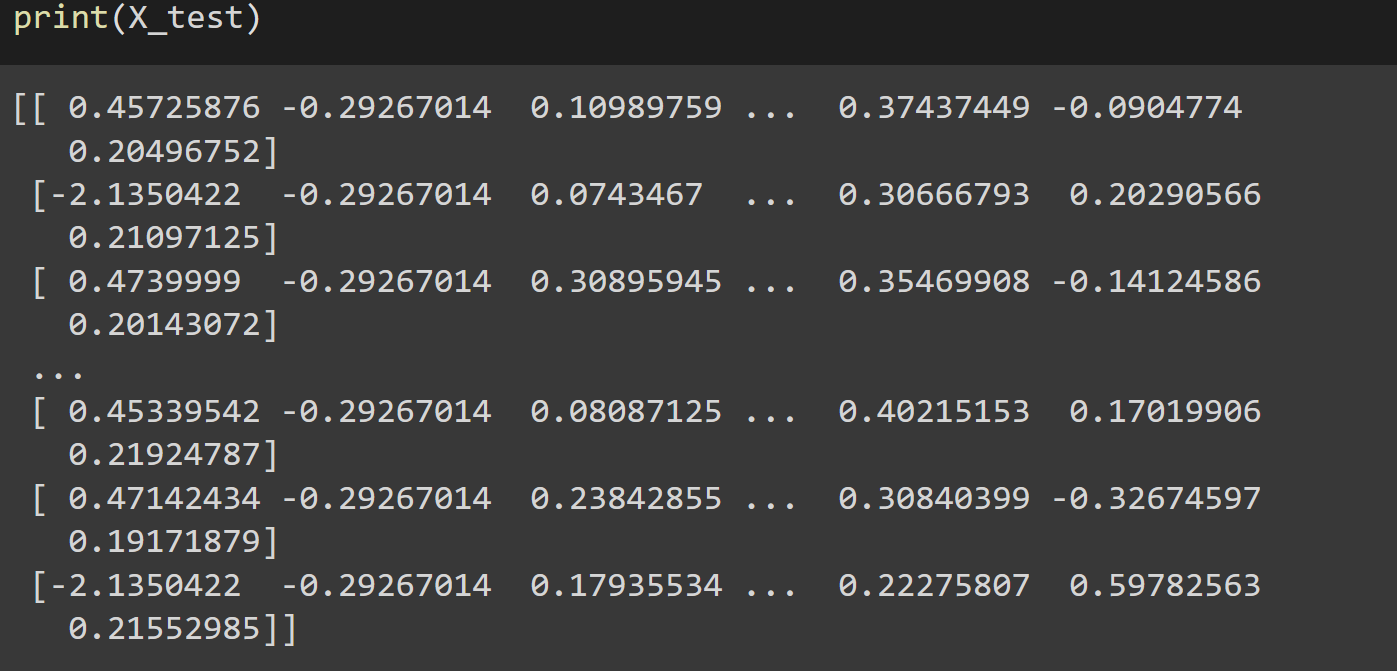 print(X_test)
[[ 0.45725876 -0.29267014  0.10989759 ...  0.37437449 -0.0904774
   0.20496752]
 [-2.1350422  -0.29267014  0.0743467  ...  0.30666793  0.20290566
   0.21097125]
 [ 0.4739999  -0.29267014  0.30895945 ...  0.35469908 -0.14124586
   0.20143072]
 ...
 [ 0.45339542 -0.29267014  0.08087125 ...  0.40215153  0.17019906
   0.21924787]
 [ 0.47142434 -0.29267014  0.23842855 ...  0.30840399 -0.32674597
   0.19171879]
 [-2.1350422  -0.29267014  0.17935534 ...  0.22275807  0.59782563
   0.21552985]]